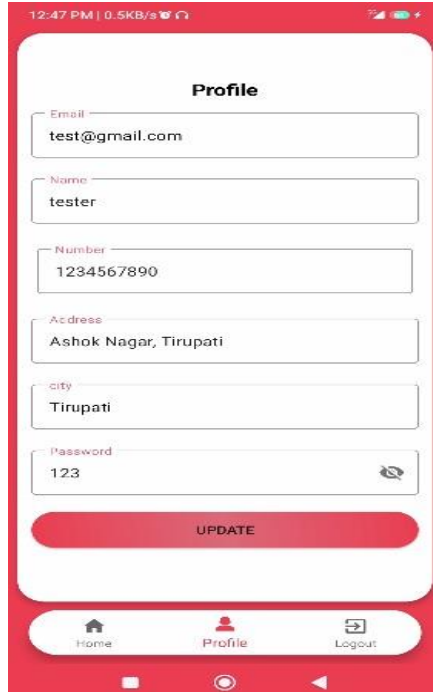 12:47 PM | 0.5KB/s
Profile
Email
test@gmail.com
Name
tester
Number
1234567890
Address
Ashok Nagar, Tirupati
city
Tirupati
Password
123
UPDATE
Home
Profile
Logout